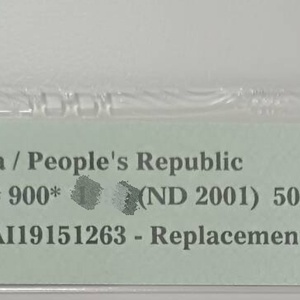 / People's Republic
900* (ND 2001) 50
AI19151263 - Replacemen